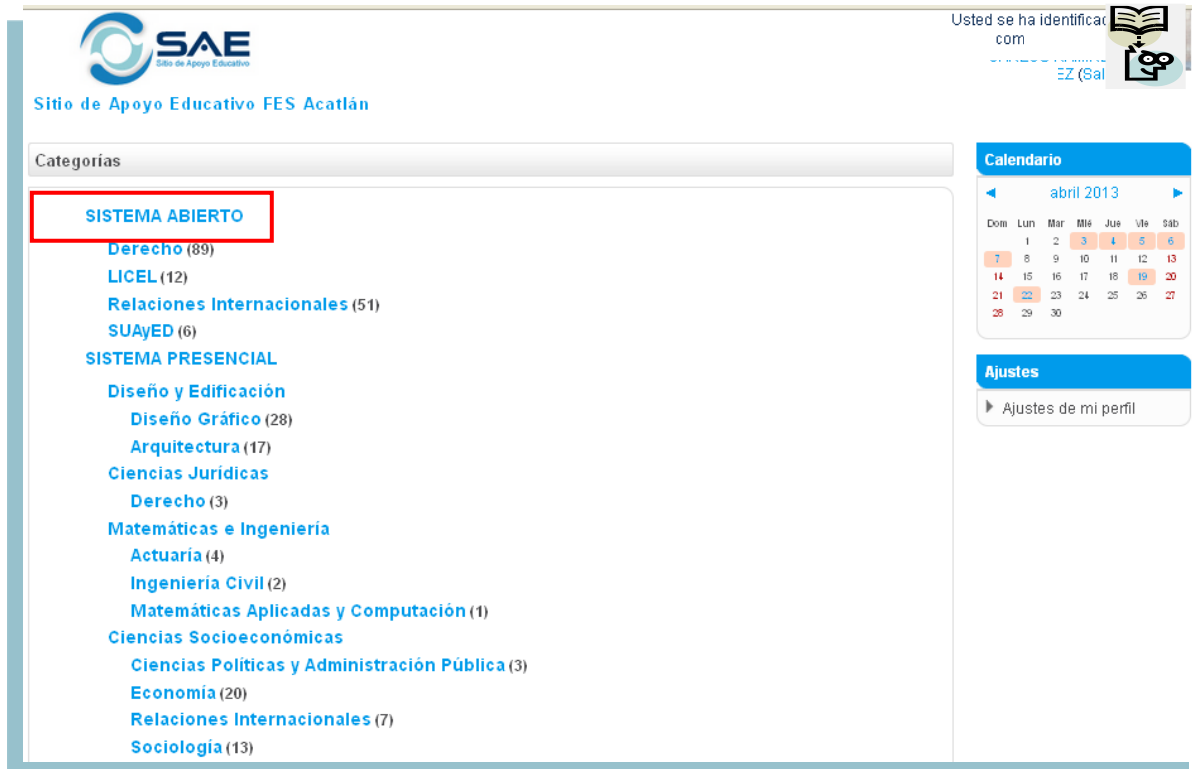 SAE
Sitio de Apoyo Educativo
Usted se ha identificad
com
EZ (Sal
Sitio de Apoyo Educativo FES Acatlán
Categorías
SISTEMA ABIERTO
Derecho (89)
LICEL (12)
Relaciones Internacionales (51)
SUAyED (6)
SISTEMA PRESENCIAL
Diseño y Edificación
Diseño Gráfico (28)
Arquitectura (17)
Ciencias Jurídicas
Derecho (3)
Matemáticas e Ingeniería
Actuaría (4)
Ingeniería Civil (2)
Matemáticas Aplicadas y Computación (1)
Ciencias Socioeconómicas
Ciencias Políticas y Administración Pública (3)
Economía (20)
Relaciones Internacionales (7)
Sociología (13)
Calendario
◄ abril 2013 ►
Dom Lun Mar Mié Jue Vie Sáb
1 2 3 4 5 6
7 8 9 10 11 12 13
14 15 16 17 18 19 20
21 22 23 24 25 26 27
28 29 30
Ajustes
Ajustes de mi perfil